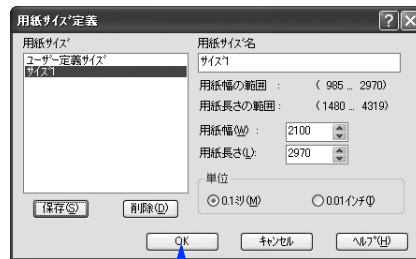 用紙ｻｲｽﾞ定義
用紙ｻｲｽﾞ
ﾕｰｻﾞｰ定義ｻｲｽﾞ
ｻｲｽﾞ1
用紙ｻｲｽﾞ名
ｻｲｽﾞ1
用紙幅の範囲 : ( 985 .. 2970)
用紙長さの範囲 : (1480 .. 4319)
用紙幅(W) : 2100
用紙長さ(L): 2970
単位
0.1ﾐﾘ(M) 0.01ｲﾝﾁ(I)
保存(S) 削除(D)
OK ｷｬﾝｾﾙ ﾍﾙﾌﾟ(H)